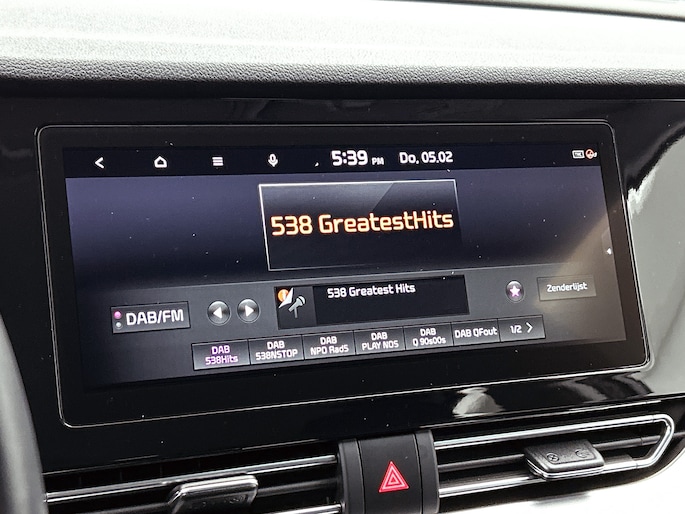 5:39 PM Do, 05.02
538 GreatestHits
538 Greatest Hits
Zenderlijst
DAB/FM
DAB
538Hits
DAB
538NSTOP
DAB
NPO Rad5
DAB
PLAY NOS
DAB
Q 90s00s
DAB QFout
1/2